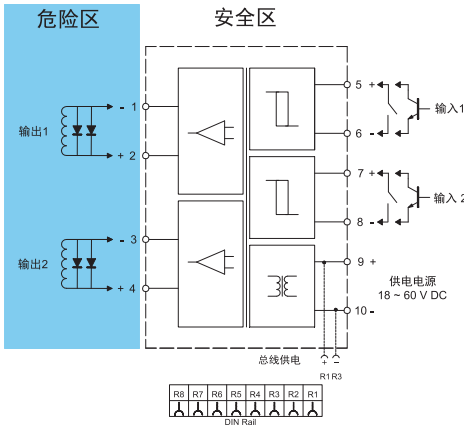 危险区
安全区
输出1
- 1
+ 2
5 +
6 -
输入1
7 +
8 -
输入 2
输出2
- 3
+ 4
9 +
10 -
供电电源
18 ~ 60 V DC
总线供电
+ −
R1 R3
R8 R7 R6 R5 R4 R3 R2 R1
DIN Rail